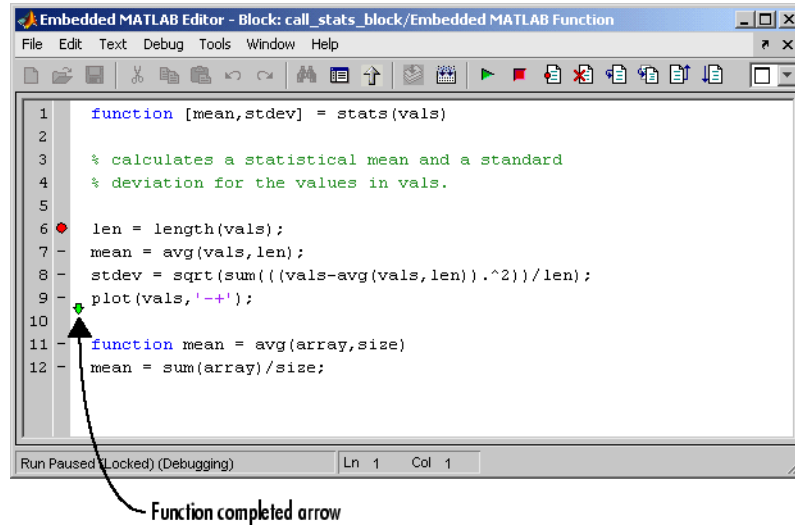 Embedded MATLAB Editor - Block: call_stats_block/Embedded MATLAB Function
File Edit Text Debug Tools Window Help
1 function [mean,stdev] = stats(vals)
2
3 % calculates a statistical mean and a standard
4 % deviation for the values in vals.
5
6 len = length(vals);
7 - mean = avg(vals,len);
8 - stdev = sqrt(sum(((vals-avg(vals,len)).^2))/len);
9 - plot(vals,'-+');
10
11 - function mean = avg(array,size)
12 - mean = sum(array)/size;
Run Paused (Locked) (Debugging) Ln 1 Col 1
Function completed arrow